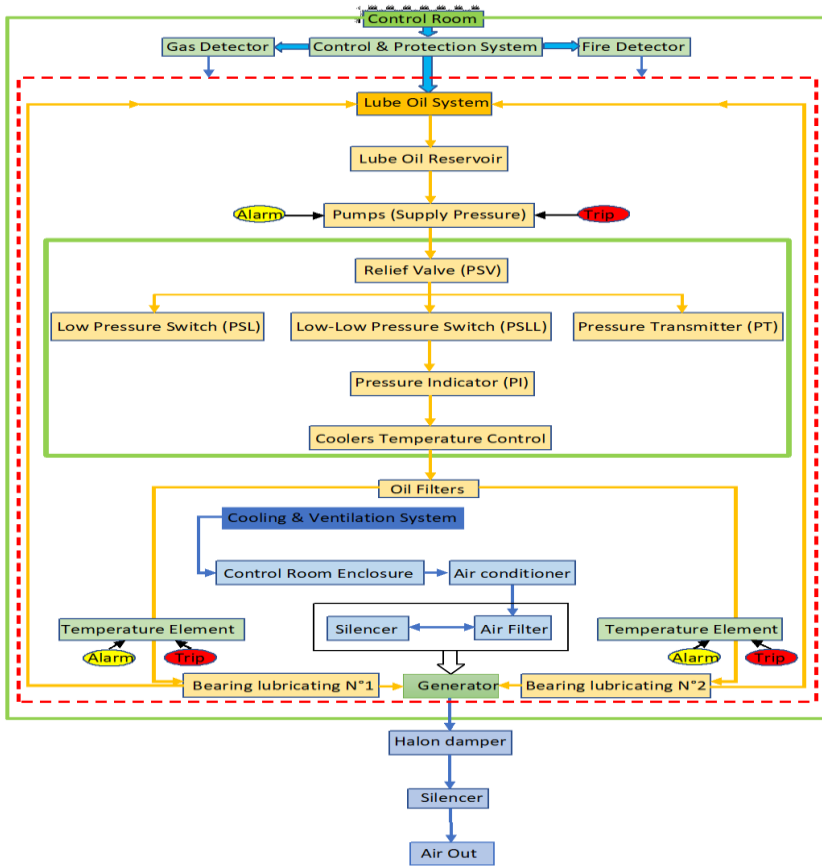 Control Room
Gas Detector
Control & Protection System
Fire Detector
Lube Oil System
Lube Oil Reservoir
Alarm
Pumps (Supply Pressure)
Trip
Relief Valve (PSV)
Low Pressure Switch (PSL)
Low-Low Pressure Switch (PSLL)
Pressure Transmitter (PT)
Pressure Indicator (PI)
Coolers Temperature Control
Oil Filters
Cooling & Ventilation System
Control Room Enclosure
Air conditioner
Silencer
Air Filter
Temperature Element
Temperature Element
Alarm
Trip
Alarm
Trip
Bearing lubricating N°1
Generator
Bearing lubricating N°2
Halon damper
Silencer
Air Out